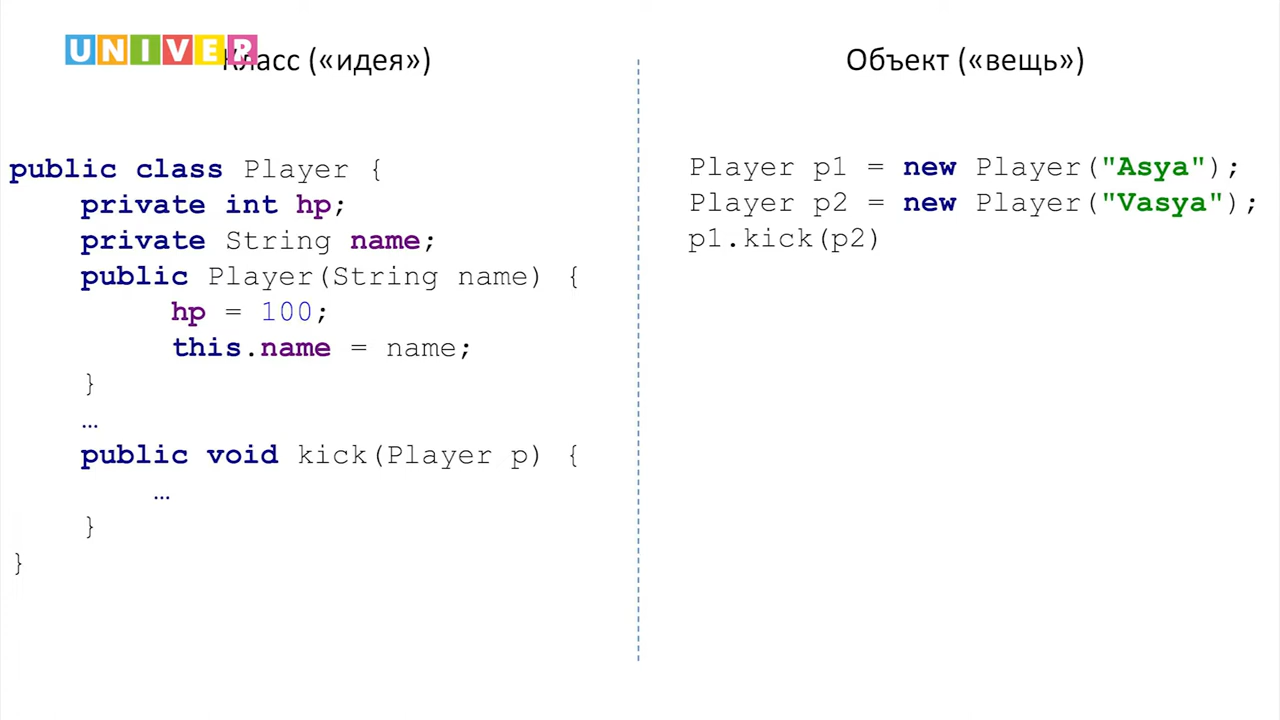 UNIVER
Класс («идея»)
public class Player {
private int hp;
private String name;
public Player(String name) {
hp = 100;
this.name = name;
}
…
public void kick(Player p) {
…
}
}
Объект («вещь»)
Player p1 = new Player("Asya");
Player p2 = new Player("Vasya");
p1.kick(p2)